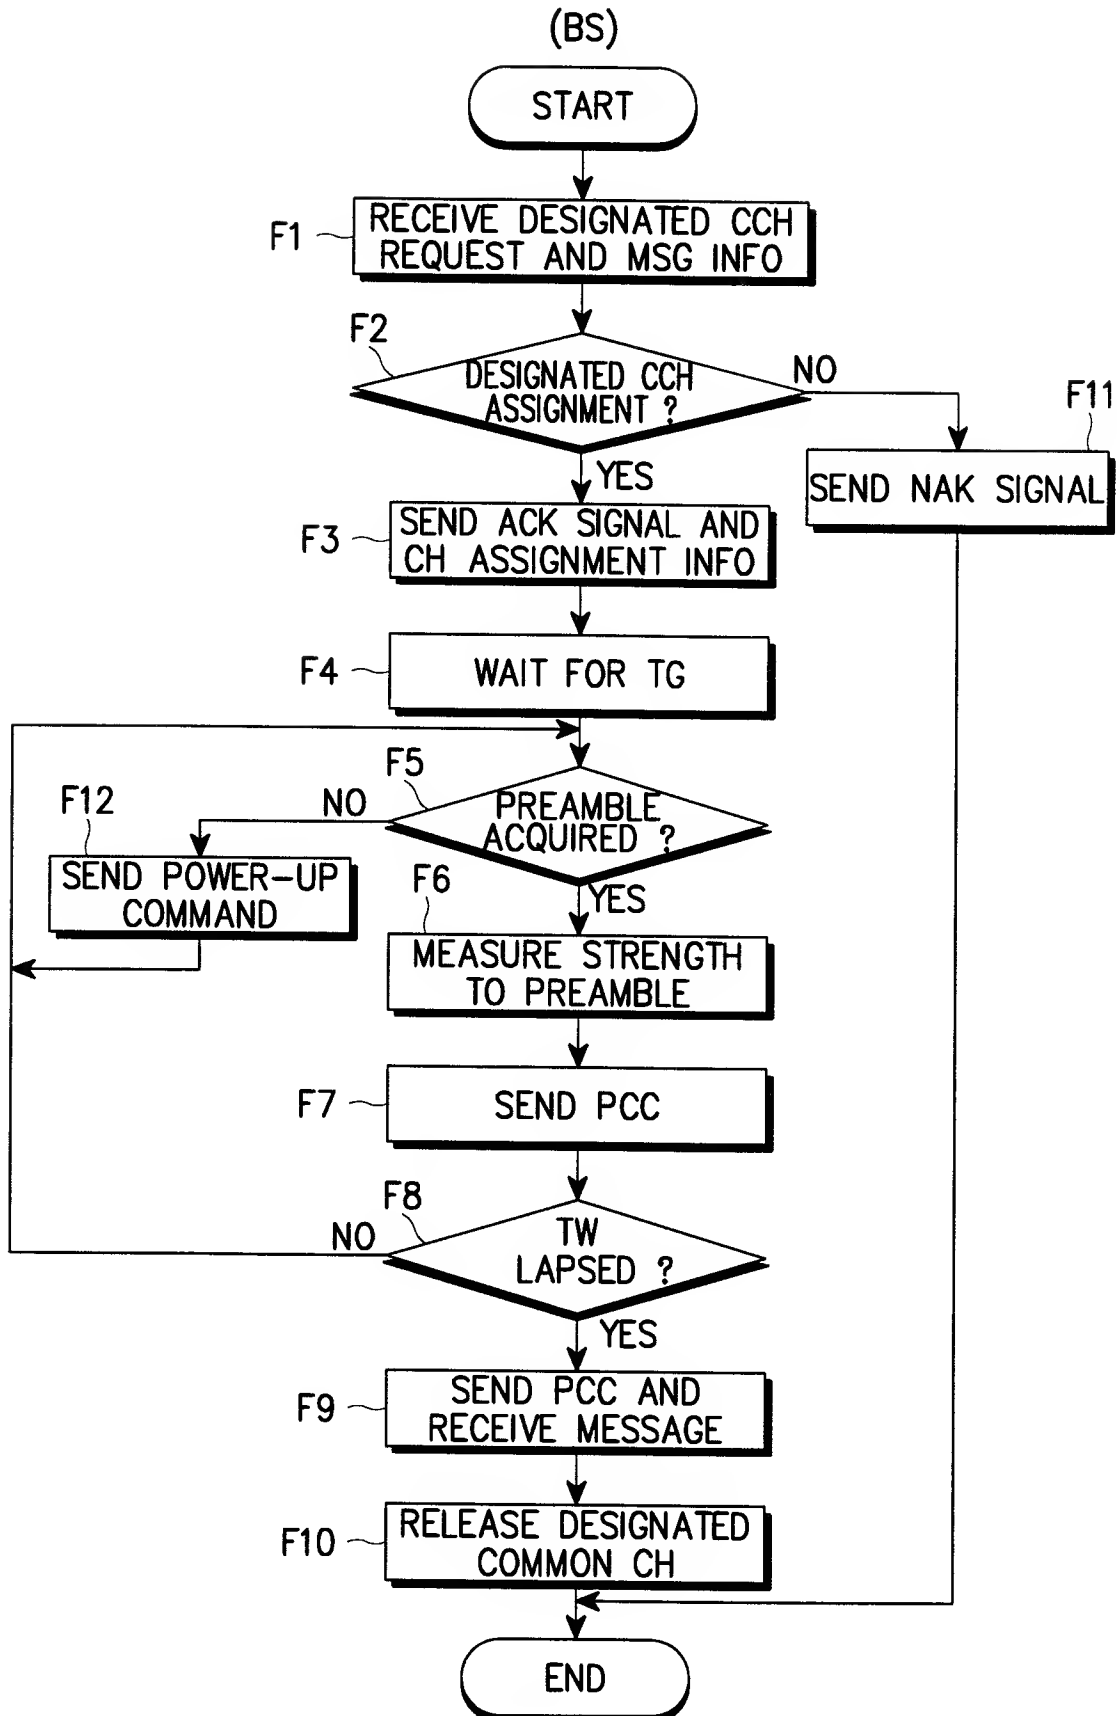 (BS)
START
F1
RECEIVE DESIGNATED CCH
REQUEST AND MSG INFO
F2
DESIGNATED CCH
ASSIGNMENT ?
NO
F11
SEND NAK SIGNAL
YES
F3
SEND ACK SIGNAL AND
CH ASSIGNMENT INFO
F4
WAIT FOR TG
F5
PREAMBLE
ACQUIRED ?
NO
F12
SEND POWER-UP
COMMAND
YES
F6
MEASURE STRENGTH
TO PREAMBLE
F7
SEND PCC
F8
TW
LAPSED ?
NO
YES
F9
SEND PCC AND
RECEIVE MESSAGE
F10
RELEASE DESIGNATED
COMMON CH
END